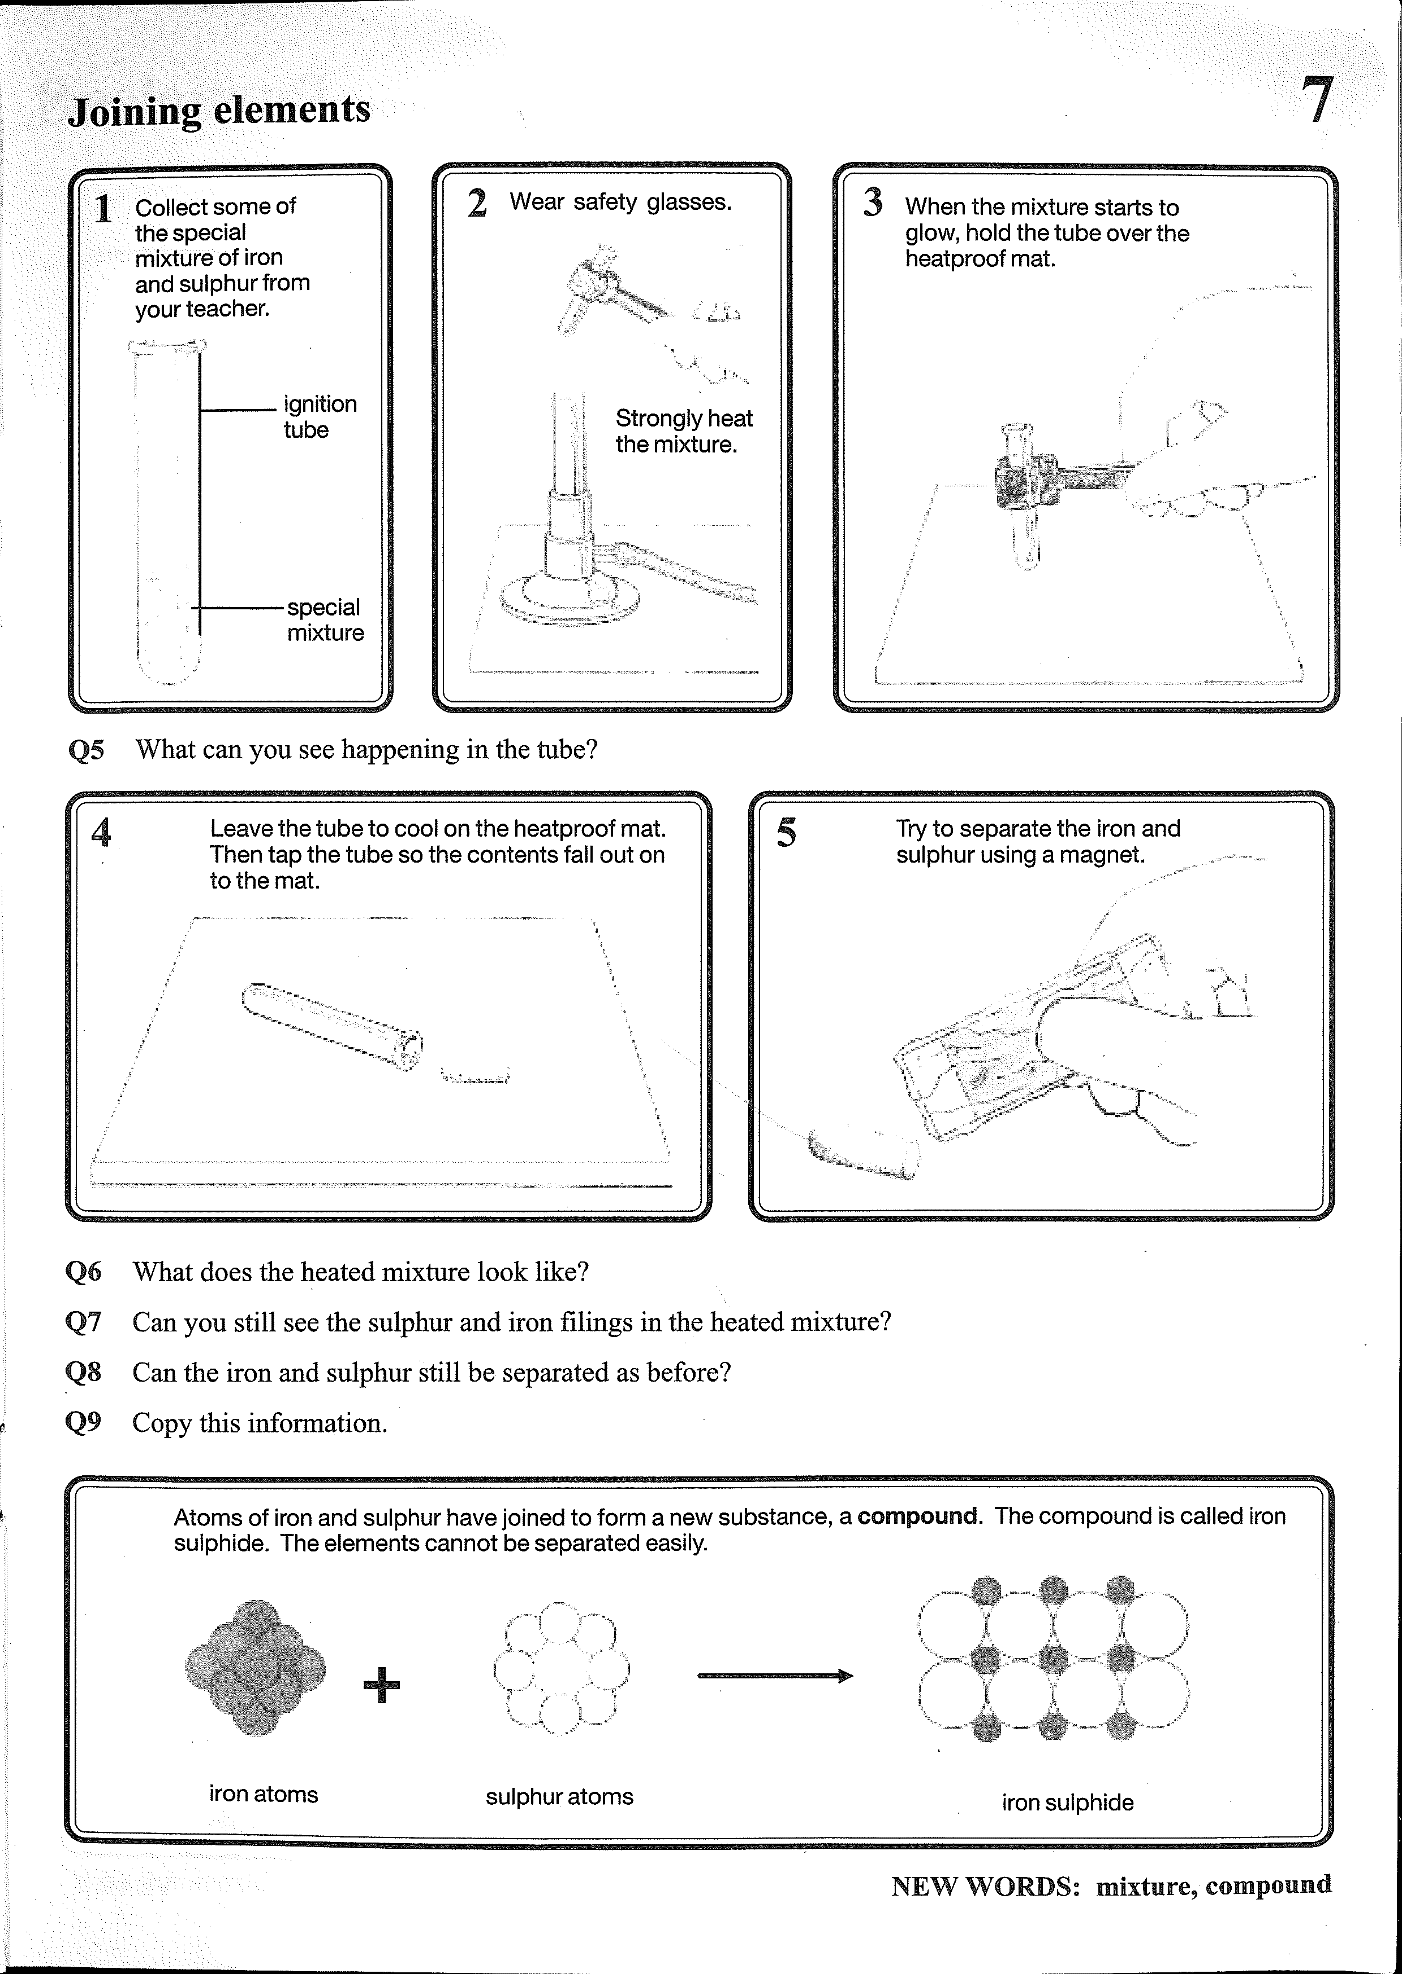 Joining elements
7
1 Collect some of
the special
mixture of iron
and sulphur from
your teacher.
ignition
tube
special
mixture
2 Wear safety glasses.
Strongly heat
the mixture.
3 When the mixture starts to
glow, hold the tube over the
heatproof mat.
Q5 What can you see happening in the tube?
4 Leave the tube to cool on the heatproof mat.
Then tap the tube so the contents fall out on
to the mat.
5 Try to separate the iron and
sulphur using a magnet.
Q6 What does the heated mixture look like?
Q7 Can you still see the sulphur and iron filings in the heated mixture?
Q8 Can the iron and sulphur still be separated as before?
Q9 Copy this information.
Atoms of iron and sulphur have joined to form a new substance, a compound. The compound is called iron
sulphide. The elements cannot be separated easily.
+
iron atoms
sulphur atoms
iron sulphide
NEW WORDS: mixture, compound